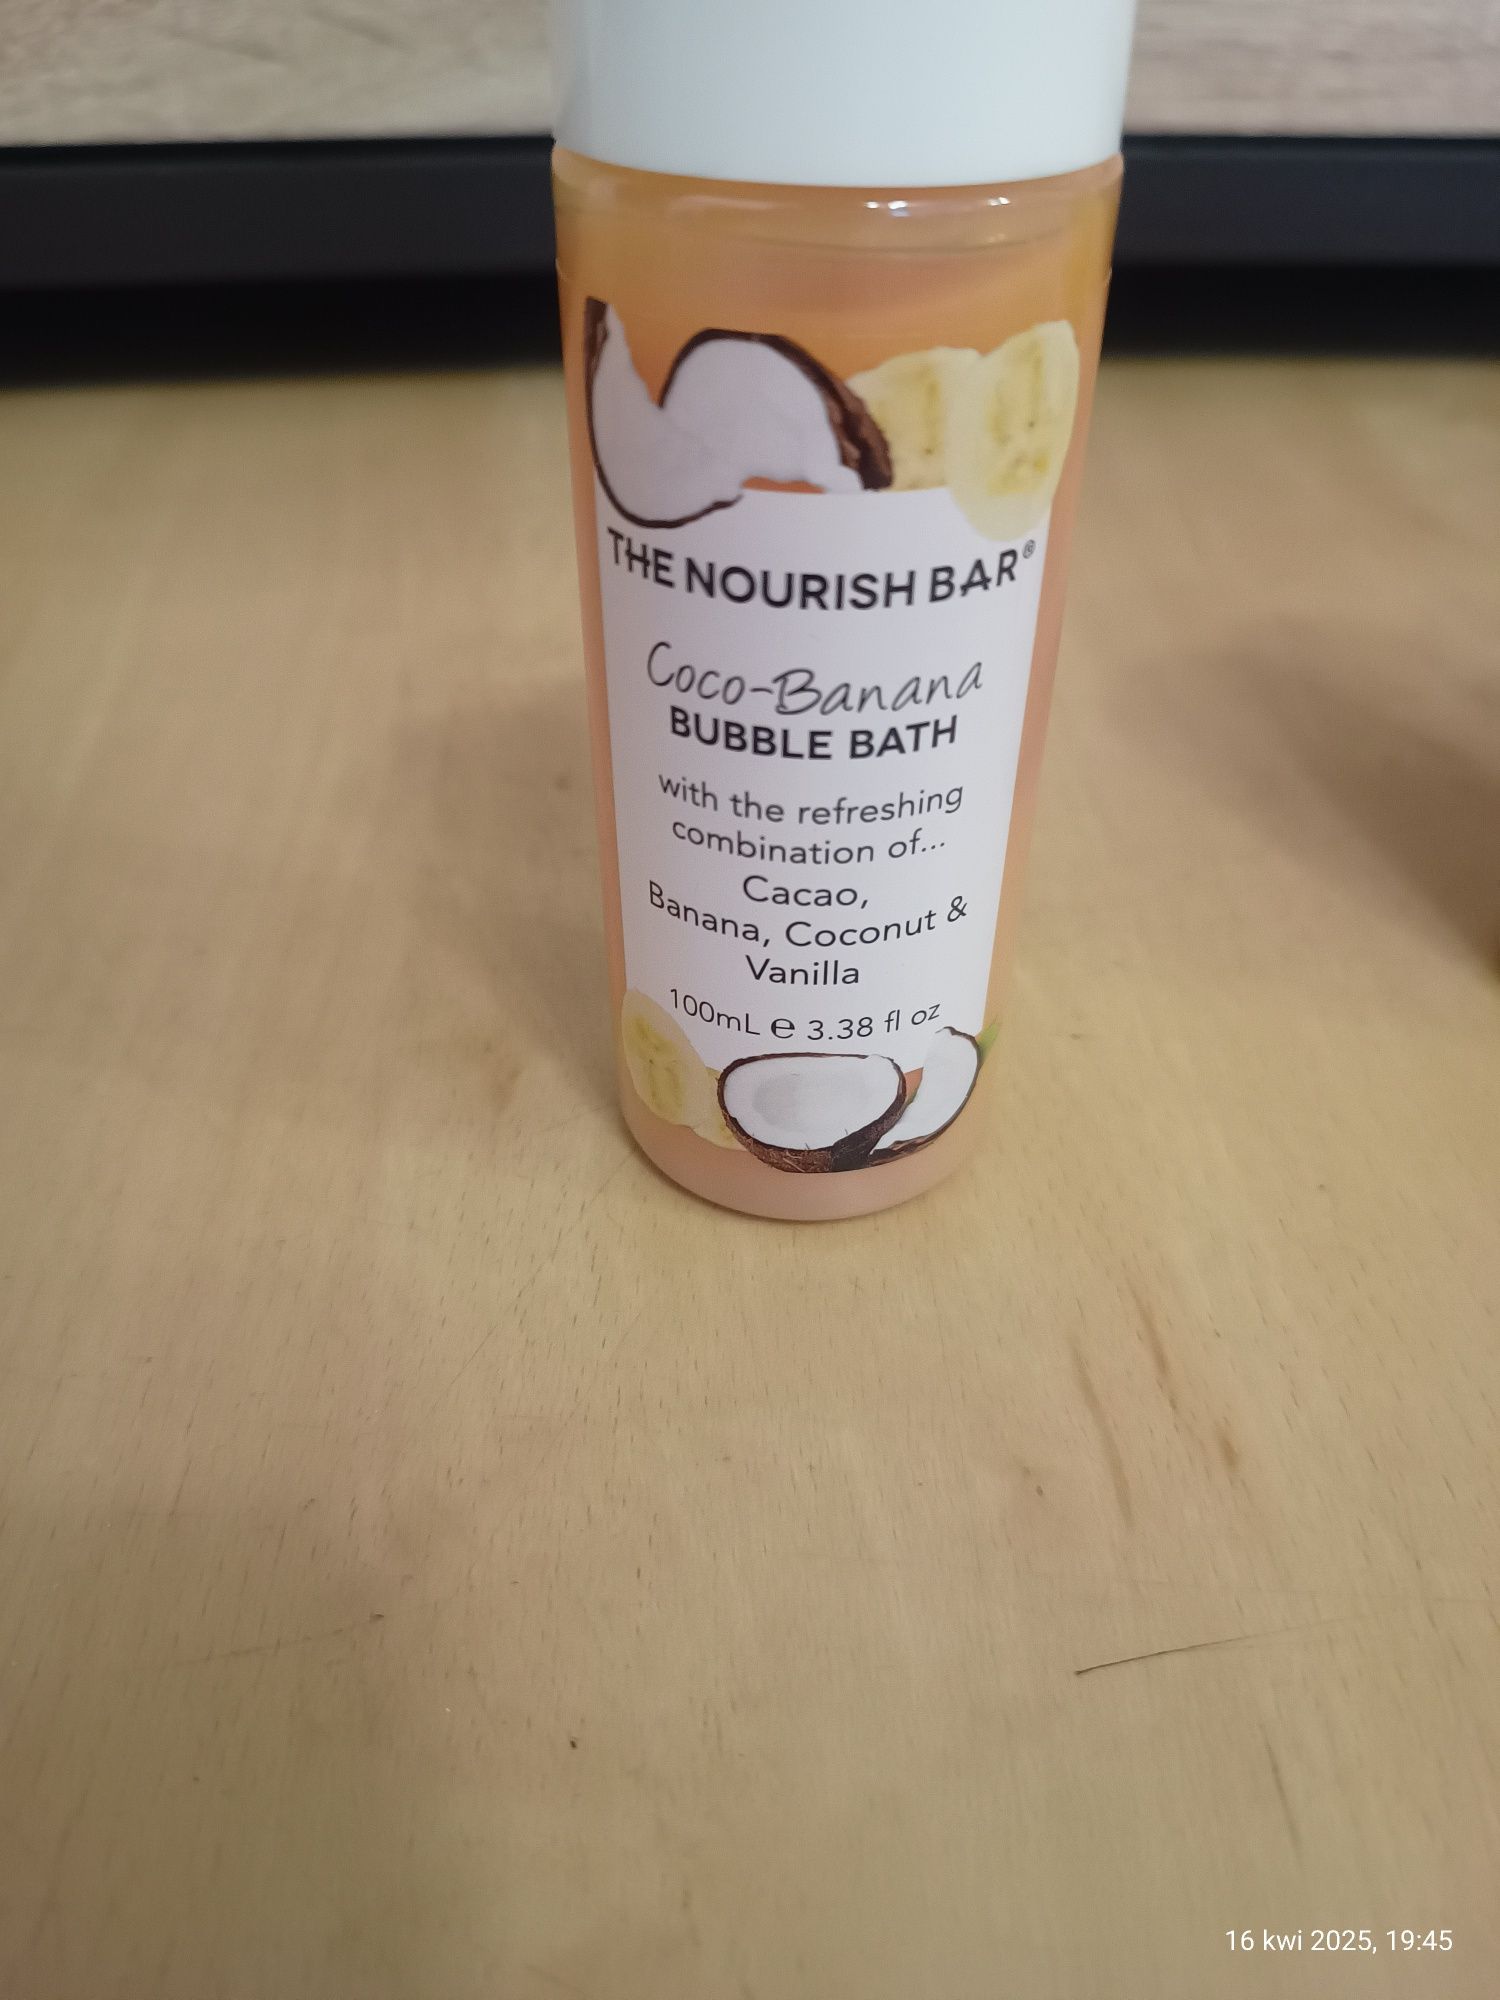 THE NOURISH BAR®
Coco-Banana
BUBBLE BATH
with the refreshing
combination of...
Cacao,
Banana, Coconut &
Vanilla
100mL ℮ 3.38 fl oz
16 kwi 2025, 19:45